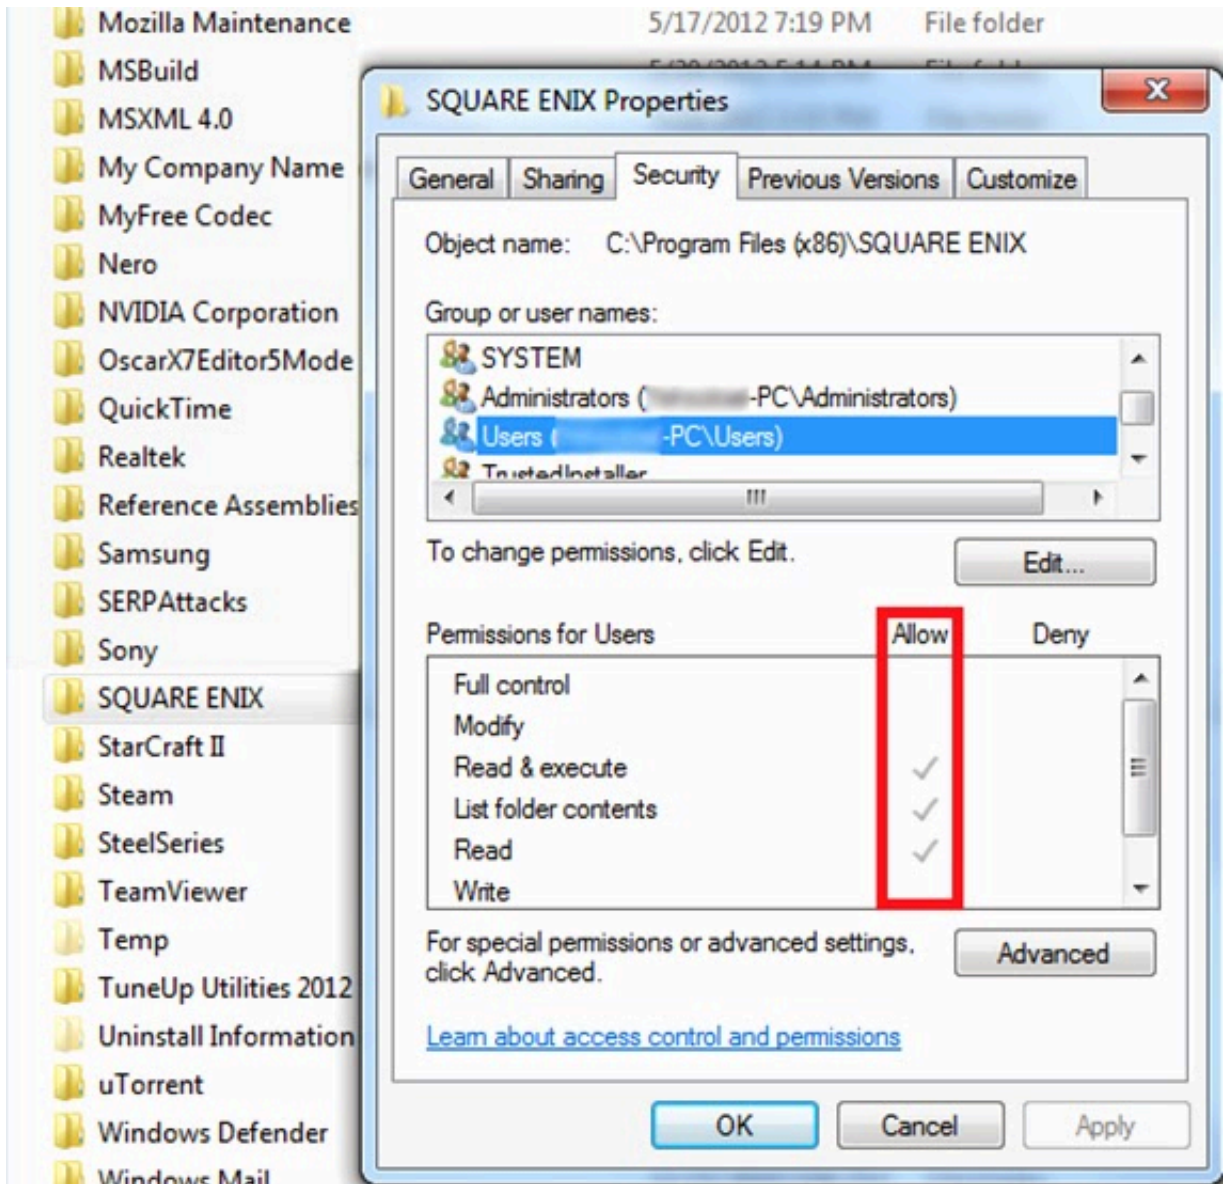 Mozilla Maintenance 5/17/2012 7:19 PM File folder
MSBuild
MSXML 4.0
My Company Name
MyFree Codec
Nero
NVIDIA Corporation
OscarX7Editor5Mode
QuickTime
Realtek
Reference Assemblies
Samsung
SERPAttacks
Sony
SQUARE ENIX
StarCraft II
Steam
SteelSeries
TeamViewer
Temp
TuneUp Utilities 2012
Uninstall Information
uTorrent
Windows Defender
Windows Mail
SQUARE ENIX Properties
General Sharing Security Previous Versions Customize
Object name: C:\Program Files (x86)\SQUARE ENIX
Group or user names:
SYSTEM
Administrators ( -PC\Administrators)
Users ( -PC\Users)
TrustedInstaller
To change permissions, click Edit.
Edit...
Permissions for Users Allow Deny
Full control
Modify
Read & execute
List folder contents
Read
Write
For special permissions or advanced settings,
click Advanced.
Advanced
Learn about access control and permissions
OK Cancel Apply